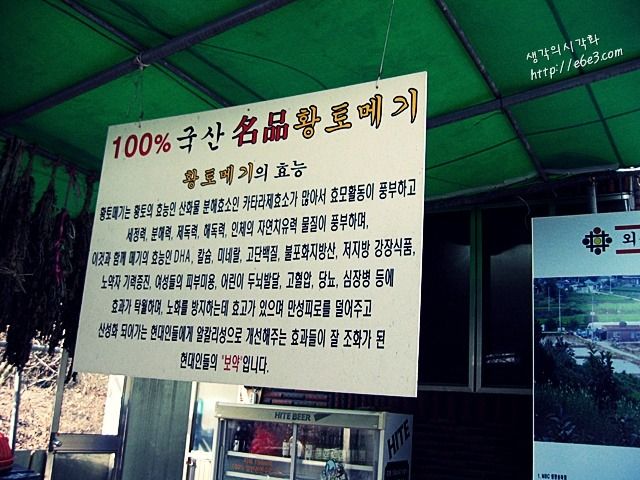 생각의시각화
http://e6e3.com
100% 국산 名品황토메기
황토메기의 효능
황토메기는 황토의 효능인 산화물 분해효소인 카타라제효소가 많아서 효모활동이 풍부하고
세정력, 분해력, 제독력, 해독력, 인체의 자연치유력 물질이 풍부하며,
이것과 함께 메기의 효능인 DHA, 칼슘, 미네랄, 고단백질, 불포화지방산, 저지방 강장식품,
노약자 기력증진, 여성들의 피부미용, 어린이 두뇌발달, 고혈압, 당뇨, 심장병 등에
효과가 탁월하며, 노화를 방지하는데 효고가 있으며 만성피로를 덜어주고
산성화 되어가는 현대인들에게 알칼리성으로 개선해주는 효과들이 잘 조화가 된
현대인들의 "보약"입니다.
외
HITE BEER
HITE